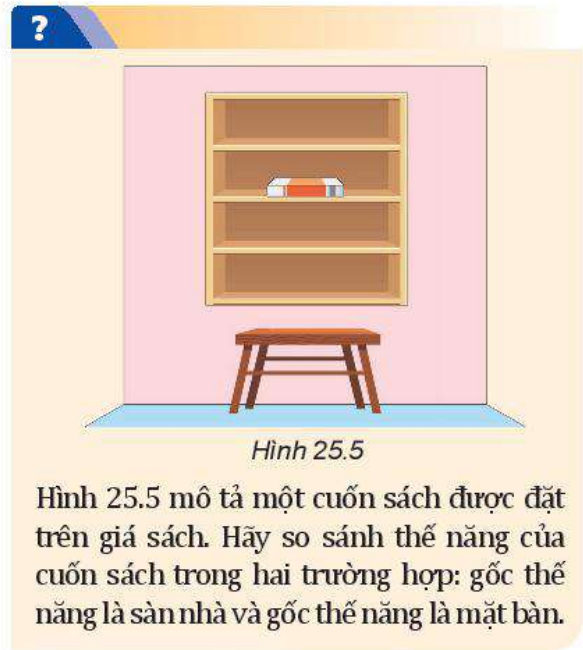 ?
Hình 25.5
Hình 25.5 mô tả một cuốn sách được đặt
trên giá sách. Hãy so sánh thế năng của
cuốn sách trong hai trường hợp: gốc thế
năng là sàn nhà và gốc thế năng là mặt bàn.